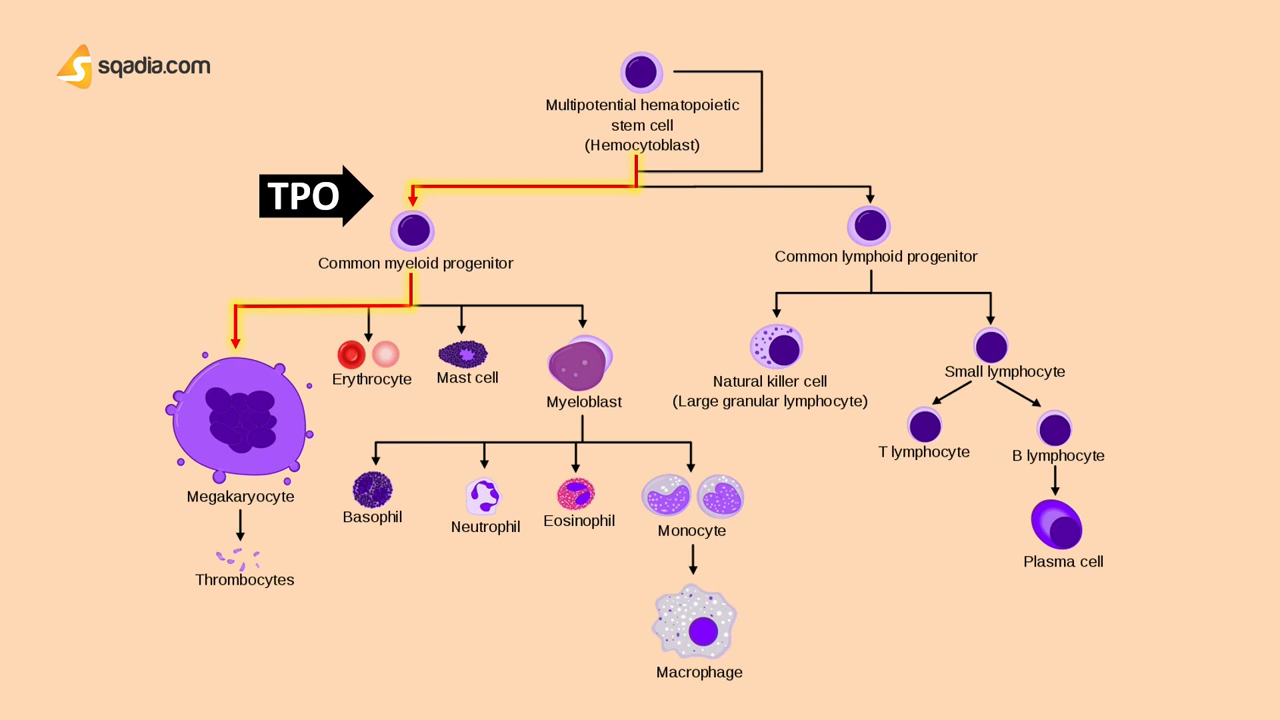 sqadia.com
Multipotential hematopoietic
stem cell
(Hemocytoblast)
TPO
Common myeloid progenitor
Common lymphoid progenitor
Erythrocyte
Mast cell
Myeloblast
Natural killer cell
(Large granular lymphocyte)
Small lymphocyte
T lymphocyte
B lymphocyte
Megakaryocyte
Basophil
Neutrophil
Eosinophil
Monocyte
Plasma cell
Thrombocytes
Macrophage